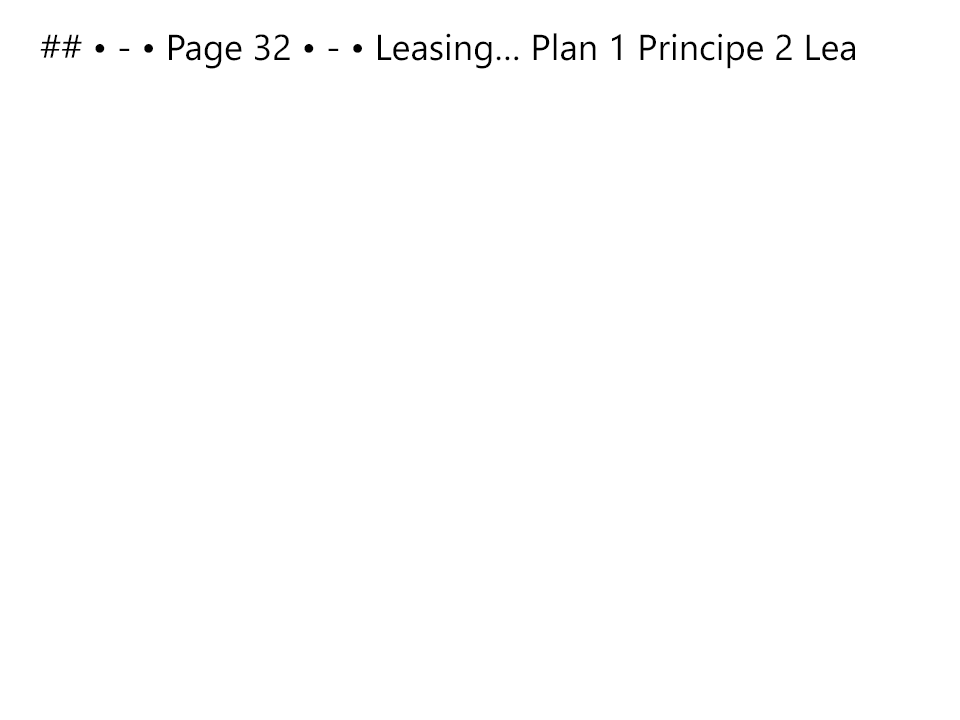 ## • - • Page 32 • - • Leasing… Plan 1 Principe 2 Lea